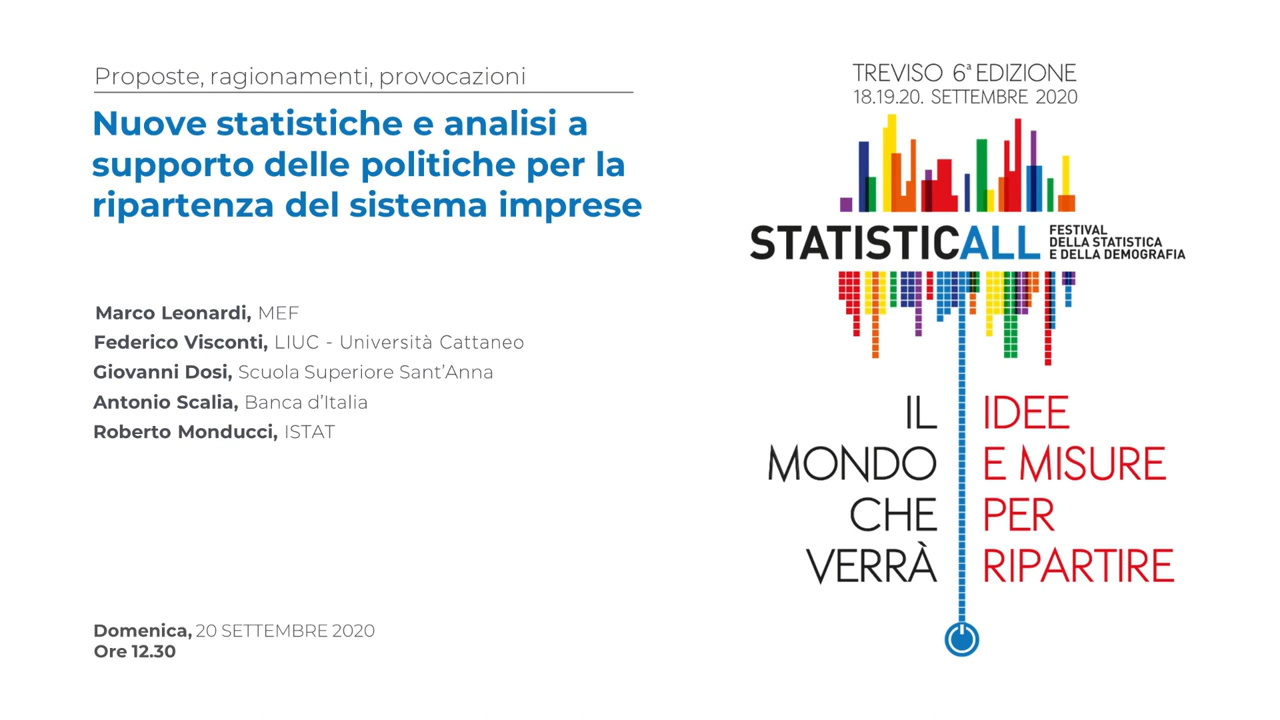 Proposte, ragionamenti, provocazioni
Nuove statistiche e analisi a
supporto delle politiche per la
ripartenza del sistema imprese
Marco Leonardi, MEF
Federico Visconti, LIUC - Università Cattaneo
Giovanni Dosi, Scuola Superiore Sant'Anna
Antonio Scalia, Banca d'Italia
Roberto Monducci, ISTAT
Domenica, 20 SETTEMBRE 2020
Ore 12.30
TREVISO 6ª EDIZIONE
18.19.20. SETTEMBRE 2020
STATISTICALL
FESTIVAL
DELLA STATISTICA
E DELLA DEMOGRAFIA
IL
MONDO
CHE
VERRÀ
IDEE
E MISURE
PER
RIPARTIRE